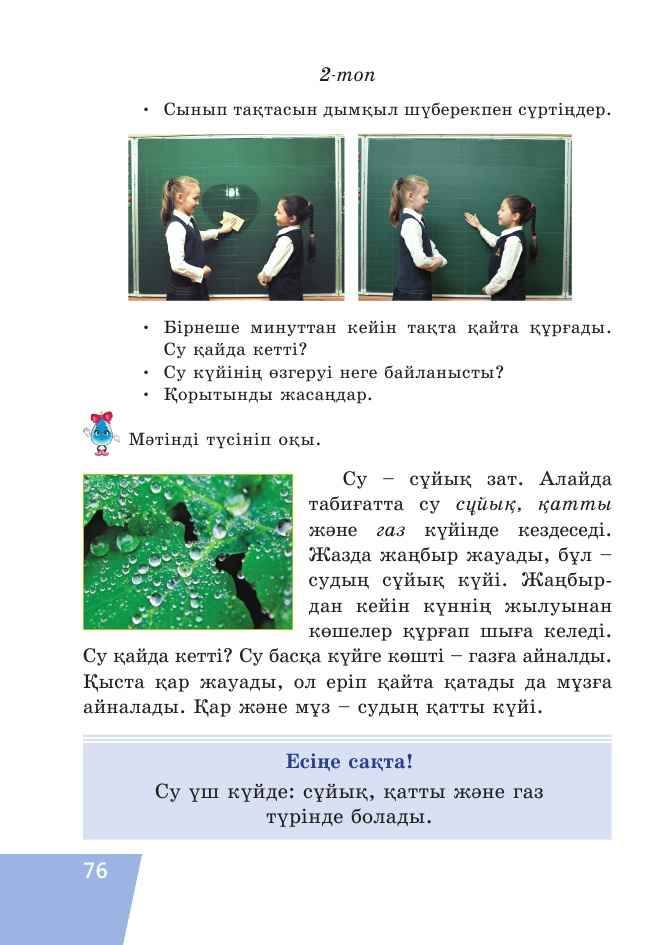 2-топ
• Сынып тақтасын дымқыл шүберекпен сүртіңдер.
• Бірнеше минуттан кейін тақта қайта құрғады.
Су қайда кетті?
• Су күйінің өзгеруі неге байланысты?
• Қорытынды жасаңдар.
Мәтінді түсініп оқы.
Су – сұйық зат. Алайда
табиғатта су сұйық, қатты
және газ күйінде кездеседі.
Жазда жаңбыр жауады, бұл –
судың сұйық күйі. Жаңбыр-
дан кейін күннің жылуынан
көшелер құрғап шыға келеді.
Су қайда кетті? Су басқа күйге көшті – газға айналды.
Қыста қар жауады, ол еріп қайта қатады да мұзға
айналады. Қар және мұз – судың қатты күйі.
Есіңе сақта!
Су үш күйде: сұйық, қатты және газ
түрінде болады.
76